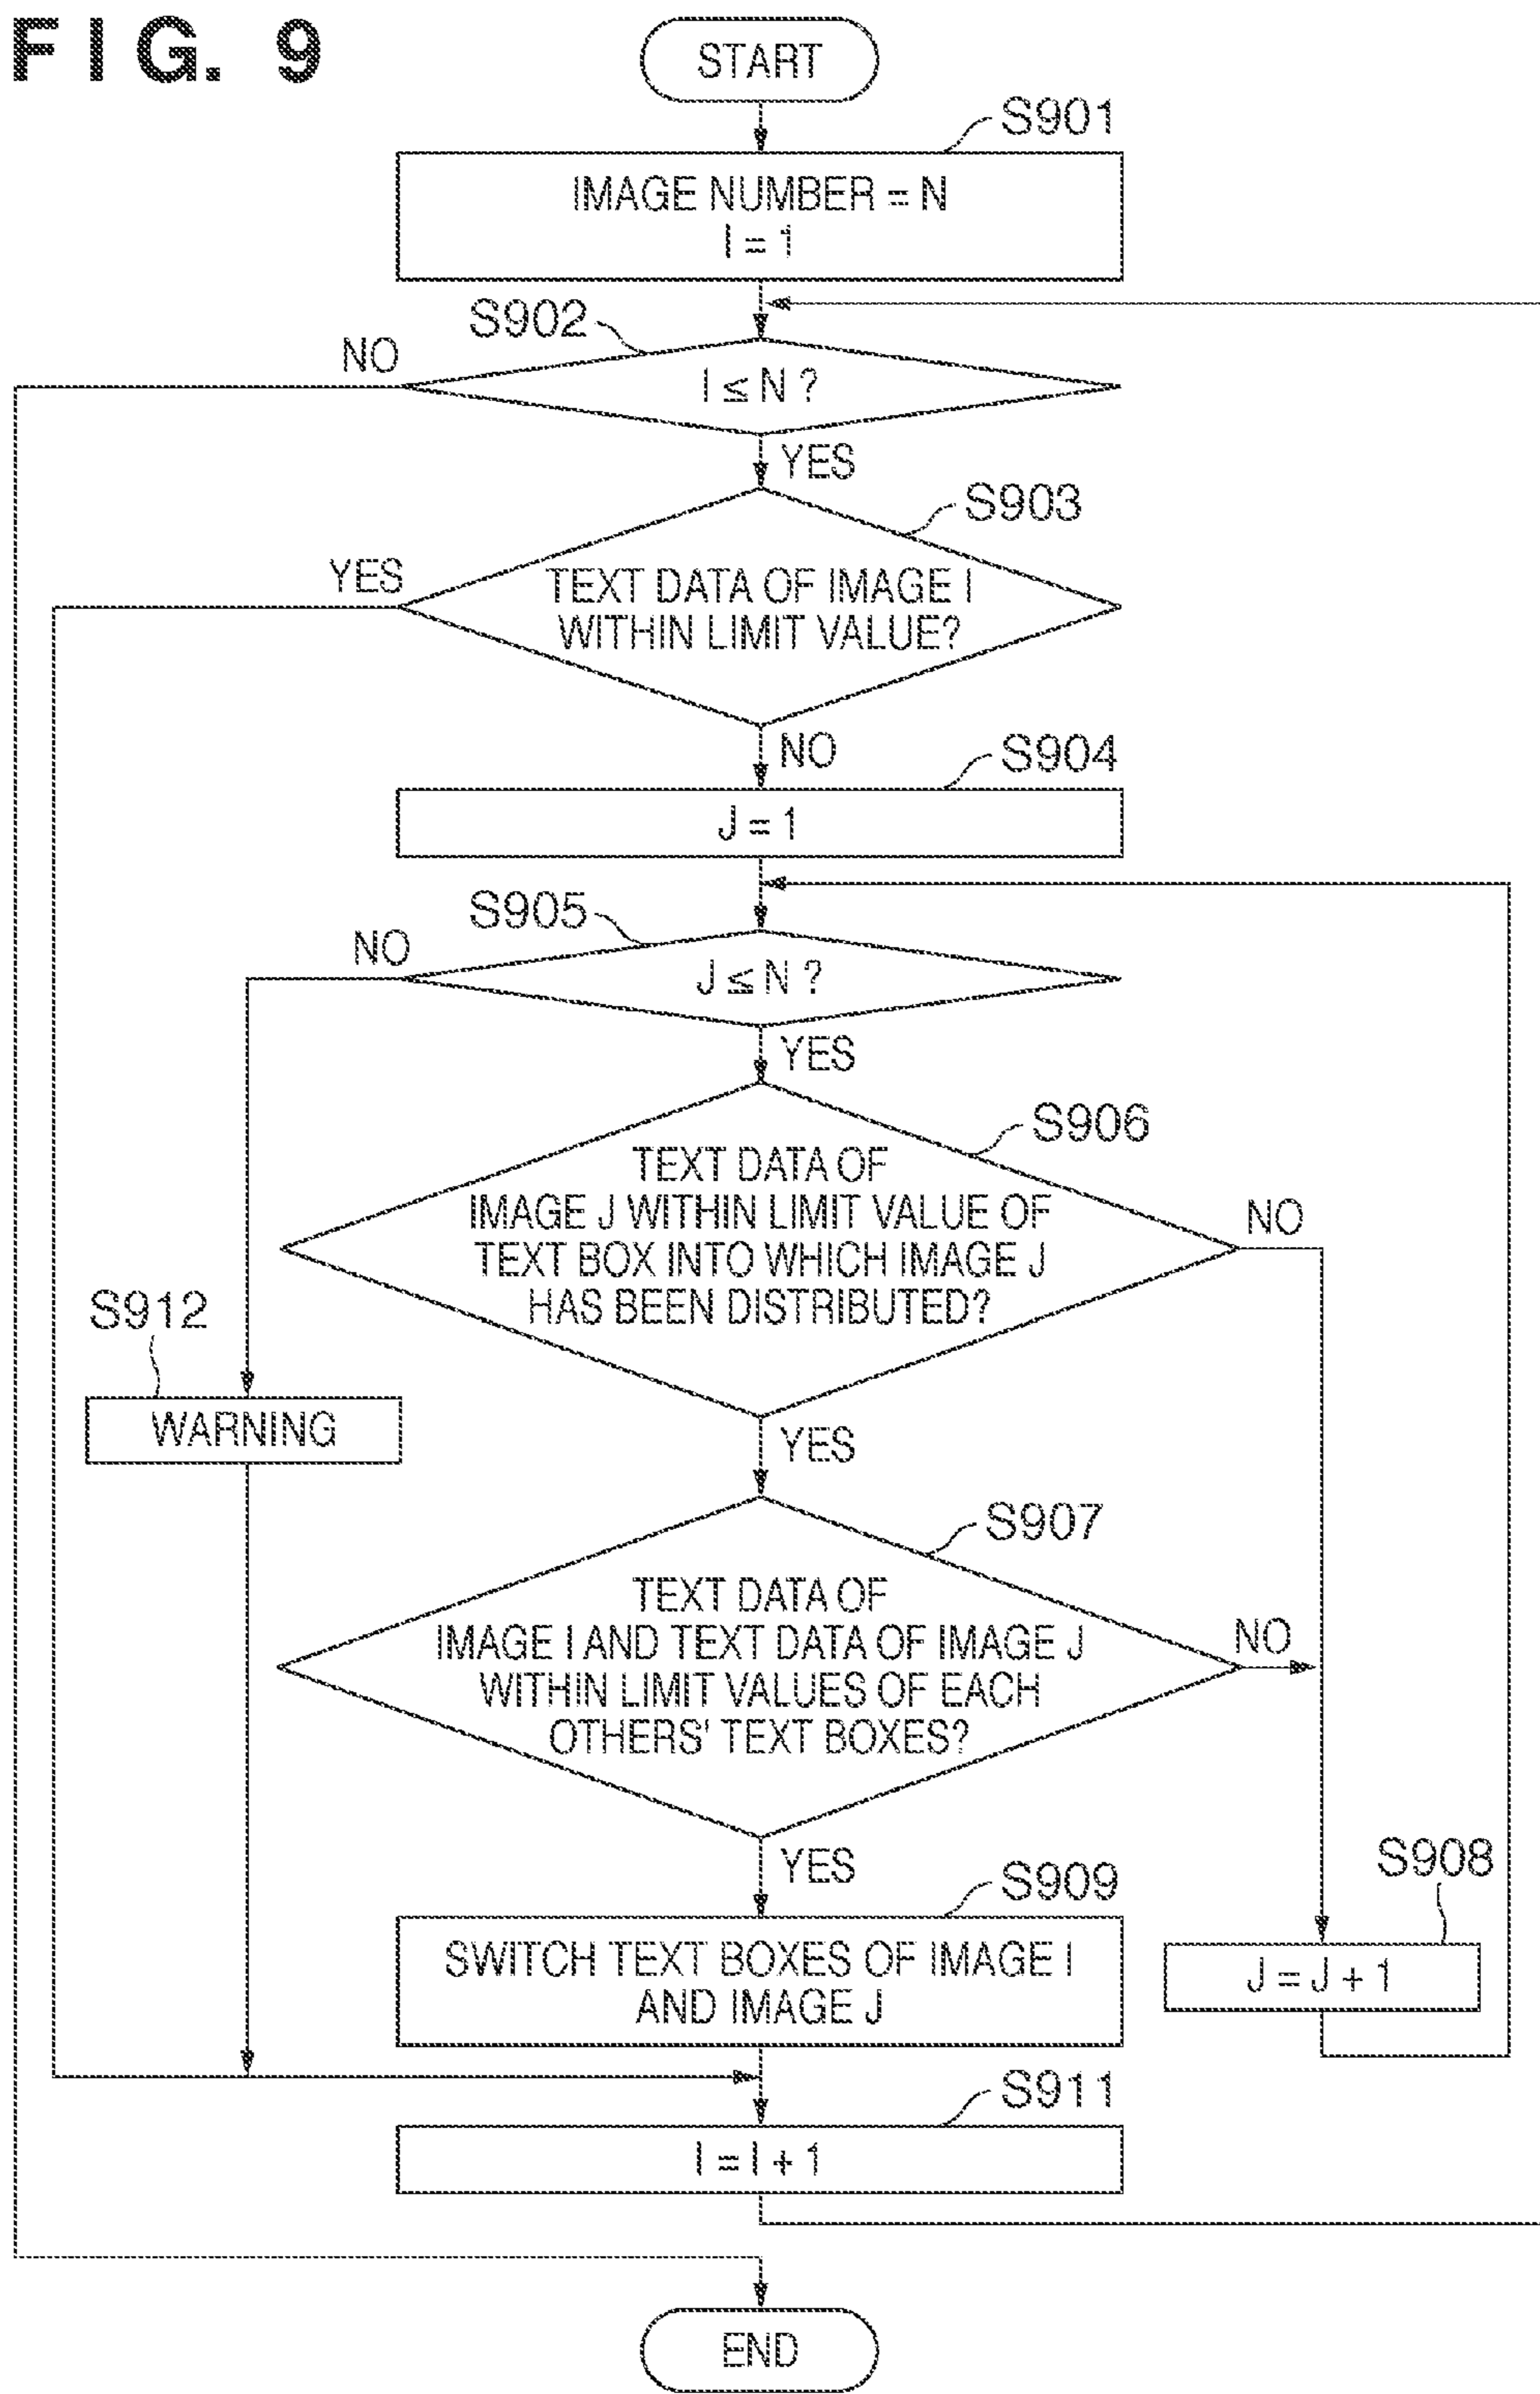 FIG. 9
START
S901
IMAGE NUMBER = N
I = 1
S902
NO
I ≤ N ?
YES
S903
YES
TEXT DATA OF IMAGE I
WITHIN LIMIT VALUE?
NO
S904
J = 1
S905
NO
J ≤ N ?
YES
S906
TEXT DATA OF
IMAGE J WITHIN LIMIT VALUE OF
TEXT BOX INTO WHICH IMAGE J
HAS BEEN DISTRIBUTED?
NO
S912
WARNING
YES
S907
TEXT DATA OF
IMAGE I AND TEXT DATA OF IMAGE J
WITHIN LIMIT VALUES OF EACH
OTHERS' TEXT BOXES?
NO
YES
S909
SWITCH TEXT BOXES OF IMAGE I
AND IMAGE J
S908
J = J + 1
S911
I = I + 1
END